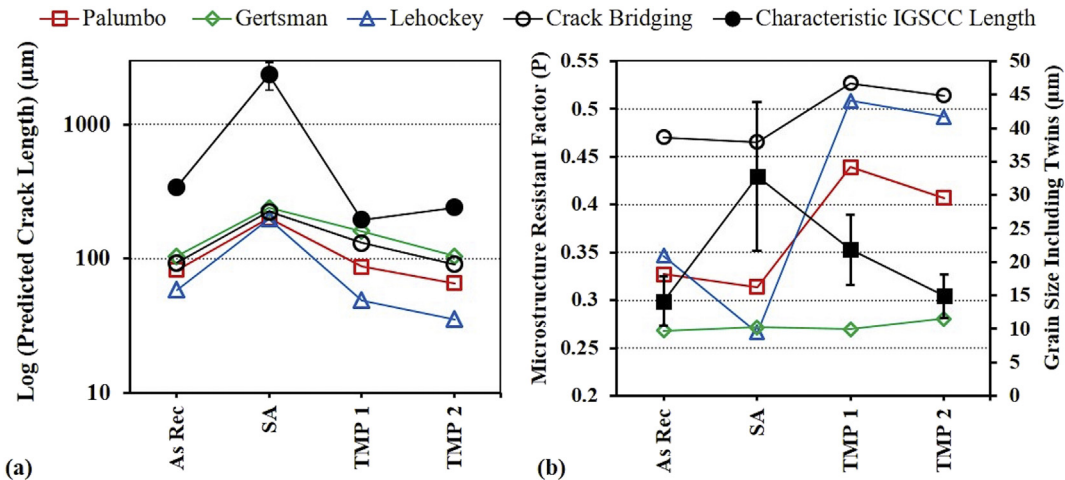 Palumbo Gertsman Lehockey Crack Bridging Characteristic IGSCC Length
Log (Predicted Crack Length) (µm)
1000
100
10
As Rec
SA
TMP 1
TMP 2
(a)
Microstructure Resistant Factor (P)
0.55
0.5
0.45
0.4
0.35
0.3
0.25
0.2
50
45
40
35
30
25
20
15
10
5
0
Grain Size Including Twins (µm)
As Rec
SA
TMP 1
TMP 2
(b)